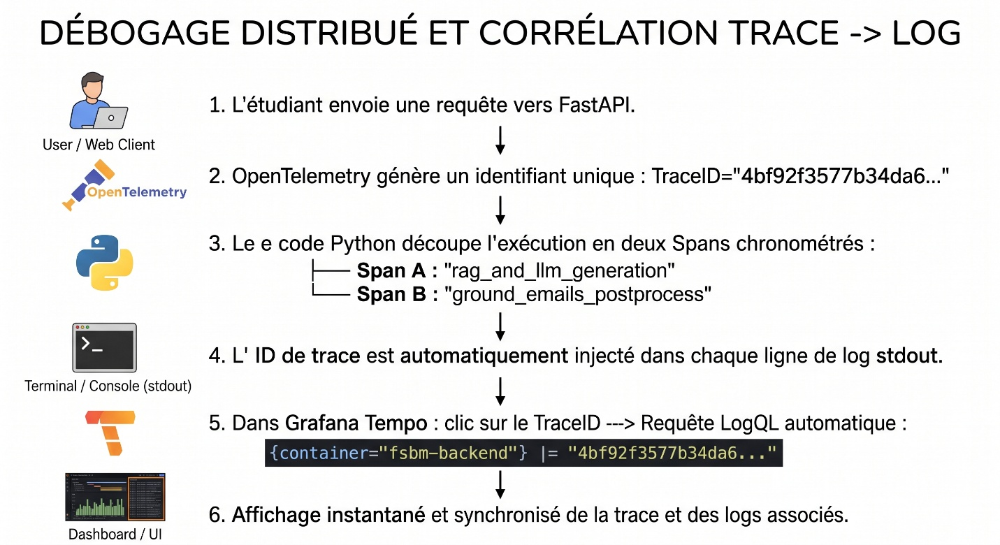 DÉBOGAGE DISTRIBUÉ ET CORRÉLATION TRACE -> LOG
User / Web Client
1. L'étudiant envoie une requête vers FastAPI.
OpenTelemetry
2. OpenTelemetry génère un identifiant unique : TraceID="4bf92f3577b34da6..."
3. Le e code Python découpe l'exécution en deux Spans chronométrés :
├── Span A : "rag_and_llm_generation"
└── Span B : "ground_emails_postprocess"
Terminal / Console (stdout)
4. L' ID de trace est automatiquement injecté dans chaque ligne de log stdout.
5. Dans Grafana Tempo : clic sur le TraceID ---> Requête LogQL automatique :
{container="fsbm-backend"} |= "4bf92f3577b34da6..."
Dashboard / UI
6. Affichage instantané et synchronisé de la trace et des logs associés.